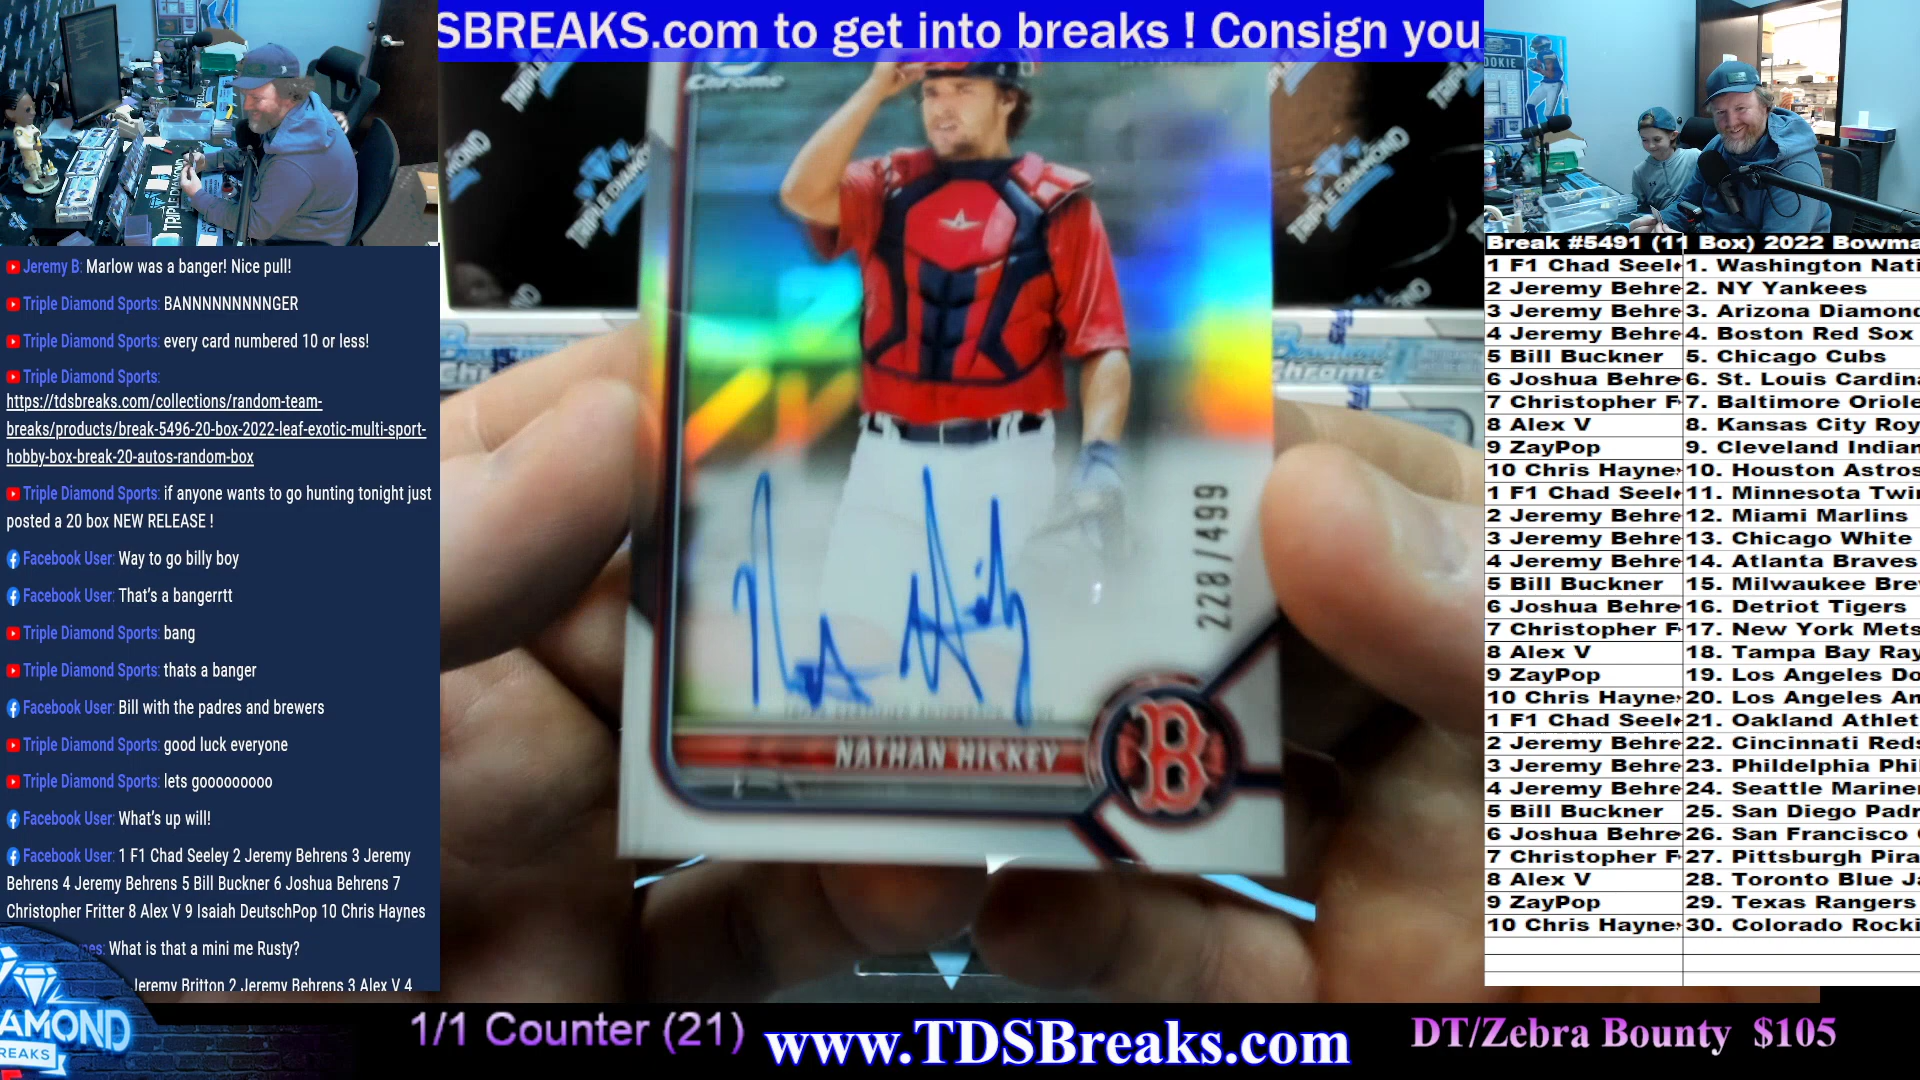 SBREAKS.com to get into breaks ! Consign you
Jeremy B: Marlow was a banger! Nice pull!
Triple Diamond Sports: BANNNNNNNNNGER
Triple Diamond Sports: every card numbered 10 or less!
Triple Diamond Sports:
https://tdsbreaks.com/collections/random-team-
breaks/products/break-5496-20-box-2022-leaf-exotic-multi-sport-
hobby-box-break-20-autos-random-box
Triple Diamond Sports: if anyone wants to go hunting tonight just
posted a 20 box NEW RELEASE !
Facebook User: Way to go billy boy
Facebook User: That's a bangerrtt
Triple Diamond Sports: bang
Triple Diamond Sports: thats a banger
Facebook User: Bill with the padres and brewers
Triple Diamond Sports: good luck everyone
Triple Diamond Sports: lets gooooooooo
Facebook User: What's up will!
Facebook User: 1 F1 Chad Seeley 2 Jeremy Behrens 3 Jeremy
Behrens 4 Jeremy Behrens 5 Bill Buckner 6 Joshua Behrens 7
Christopher Fritter 8 Alex V 9 Isaiah DeutschPop 10 Chris Haynes
mes: What is that a mini me Rusty?
Jeremy Britton 2 Jeremy Behrens 3 Alex V 4
AMOND
REAKS
Chrome
TRIPLE DIAMOND
228/499
NATHAN HICKEY
B
OOKIE
Break #5491 (11 Box) 2022 Bowma
1 F1 Chad Seel 1. Washington Nati
2 Jeremy Behre 2. NY Yankees
3 Jeremy Behre 3. Arizona Diamond
4 Jeremy Behre 4. Boston Red Sox
5 Bill Buckner 5. Chicago Cubs
6 Joshua Behre 6. St. Louis Cardina
7 Christopher F 7. Baltimore Oriole
8 Alex V 8. Kansas City Roy
9 ZayPop 9. Cleveland Indian
10 Chris Hayne 10. Houston Astros
1 F1 Chad Seel 11. Minnesota Twin
2 Jeremy Behre 12. Miami Marlins
3 Jeremy Behre 13. Chicago White
4 Jeremy Behre 14. Atlanta Braves
5 Bill Buckner 15. Milwaukee Brew
6 Joshua Behre 16. Detriot Tigers
7 Christopher F 17. New York Mets
8 Alex V 18. Tampa Bay Ray
9 ZayPop 19. Los Angeles Do
10 Chris Hayne 20. Los Angeles An
1 F1 Chad Seel 21. Oakland Athlet
2 Jeremy Behre 22. Cincinnati Reds
3 Jeremy Behre 23. Phildelphia Phi
4 Jeremy Behre 24. Seattle Mariner
5 Bill Buckner 25. San Diego Padr
6 Joshua Behre 26. San Francisco
7 Christopher F 27. Pittsburgh Pira
8 Alex V 28. Toronto Blue Ja
9 ZayPop 29. Texas Rangers
10 Chris Hayne 30. Colorado Rocki
1/1 Counter (21)
www.TDSBreaks.com
DT/Zebra Bounty $105